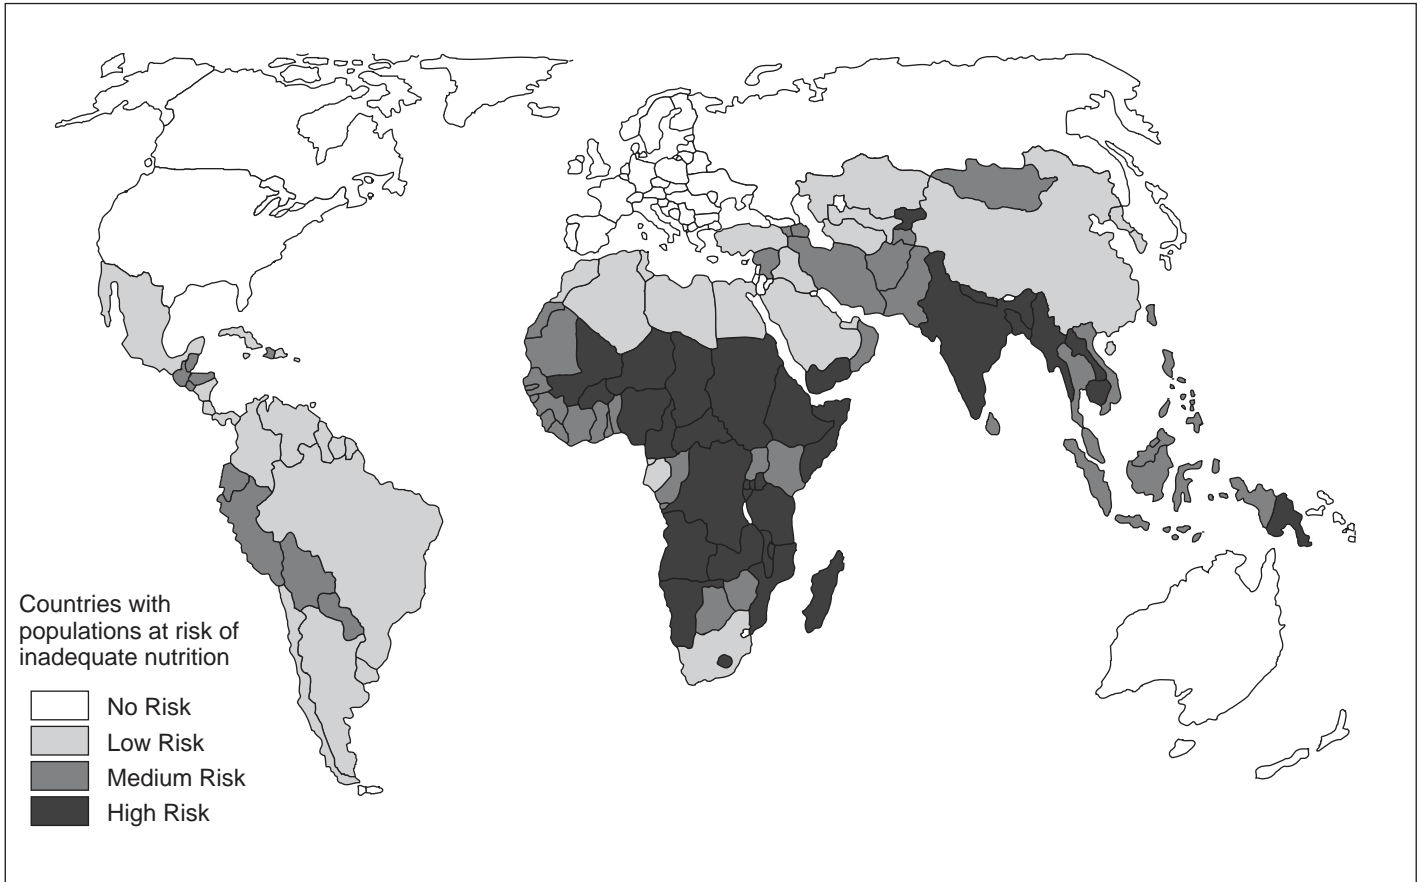 Countries with
populations at risk of
inadequate nutrition
No Risk
Low Risk
Medium Risk
High Risk